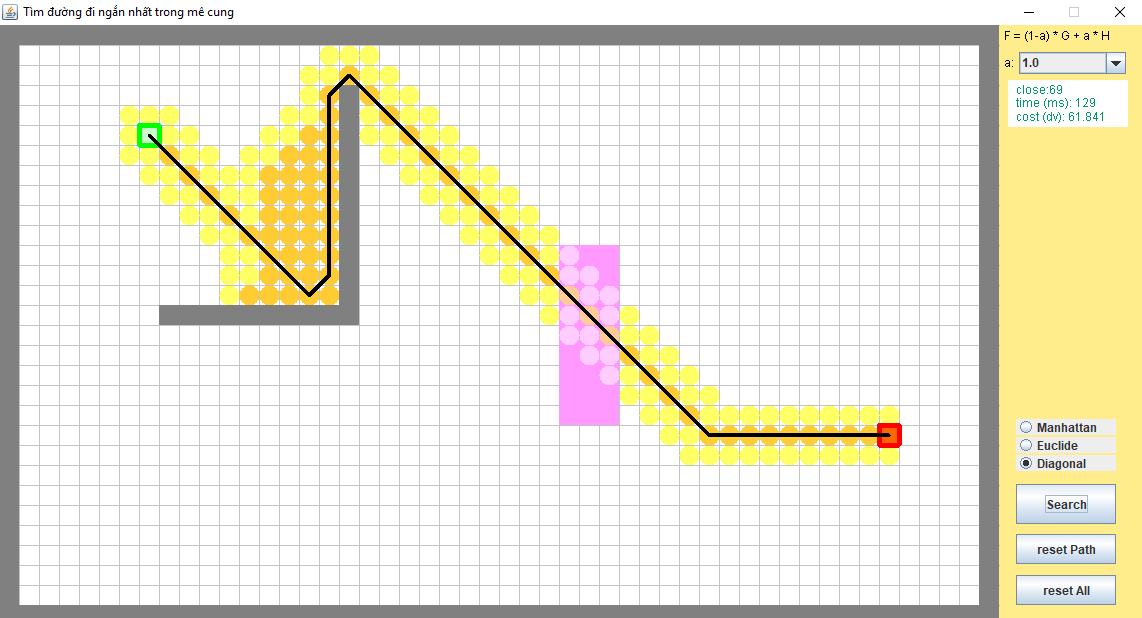 Tìm đường đi ngắn nhất trong mê cung
F = (1-a) * G + a * H
a: 1.0
close:69
time (ms): 129
cost (dv): 61.841
Manhattan
Euclide
Diagonal
Search
reset Path
reset All